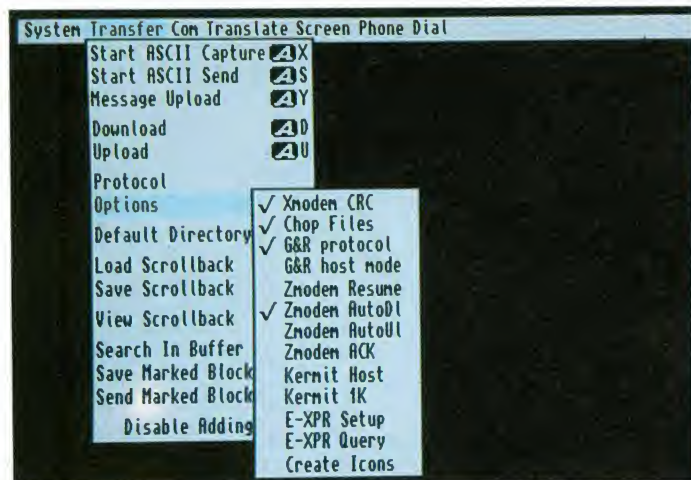 System Transfer Com Translate Screen Phone Dial
Start ASCII Capture A X
Start ASCII Send A S
Message Upload A Y
Download A D
Upload A U
Protocol
Options
Default Directory
Load Scrollback
Save Scrollback
View Scrollback
Search In Buffer
Save Marked Block
Send Marked Block
Disable Adding
✓ Xmodem CRC
✓ Chop Files
✓ G&R protocol
G&R host mode
Zmodem Resume
✓ Zmodem AutoDl
Zmodem AutoUl
Zmodem ACK
Kermit Host
Kermit 1K
E-XPR Setup
E-XPR Query
Create Icons